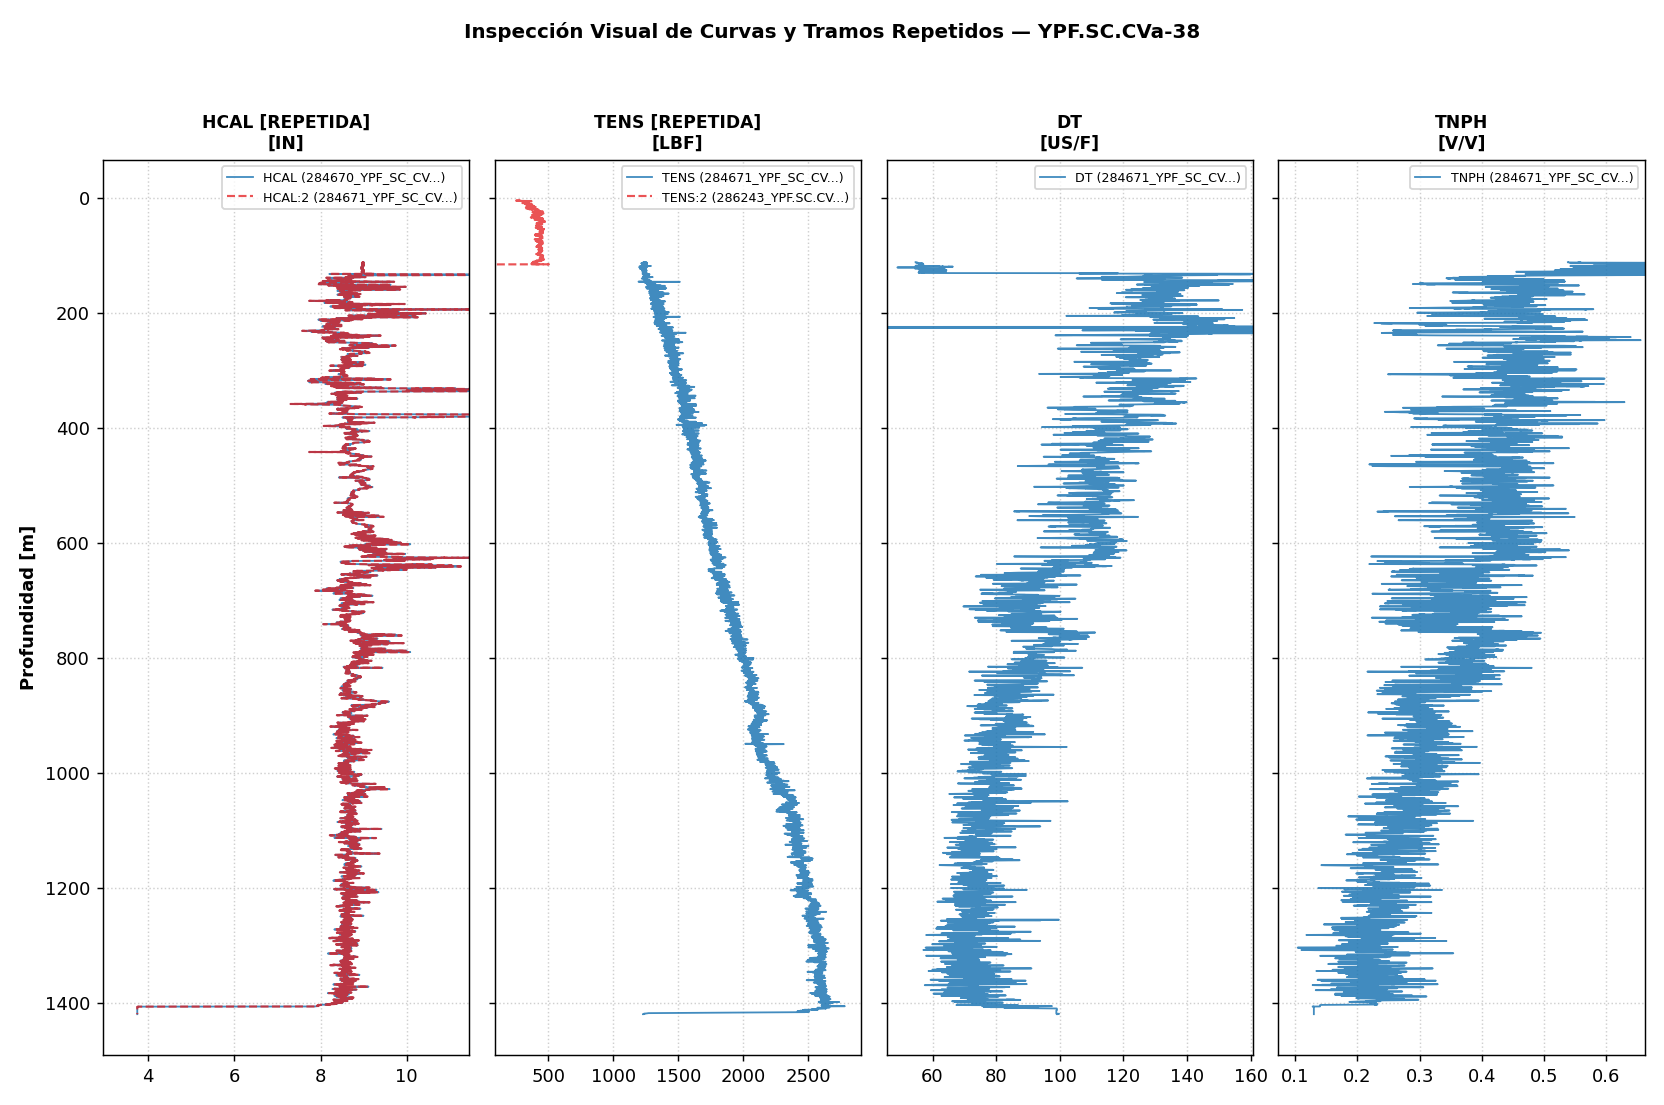 Inspección Visual de Curvas y Tramos Repetidos — YPF.SC.CVa-38
HCAL [REPETIDA]
[IN]
TENS [REPETIDA]
[LBF]
DT
[US/F]
TNPH
[V/V]
HCAL (284670_YPF_SC_CV...)
HCAL:2 (284671_YPF_SC_CV...)
TENS (284671_YPF_SC_CV...)
TENS:2 (286243_YPF.SC.CV...)
DT (284671_YPF_SC_CV...)
TNPH (284671_YPF_SC_CV...)
Profundidad [m]
0
200
400
600
800
1000
1200
1400
4 6 8 10
500 1000 1500 2000 2500
60 80 100 120 140 160
0.1 0.2 0.3 0.4 0.5 0.6